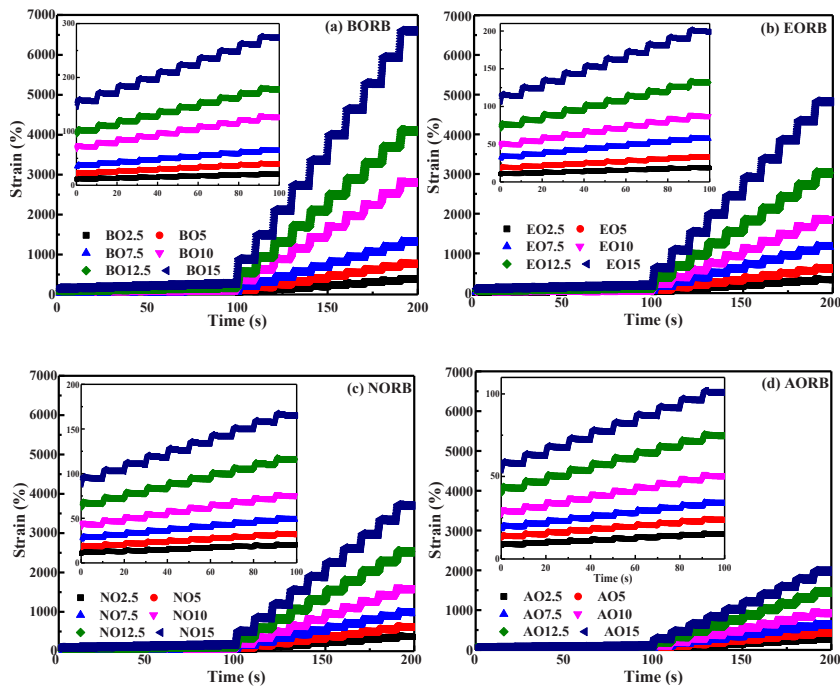 (a) BORB
Strain (%)
7000
6000
5000
4000
3000
2000
1000
0
300
200
100
0
0 20 40 60 80 100
BO2.5 BO5
BO7.5 BO10
BO12.5 BO15
0 50 100 150 200
Time (s)
(b) EORB
Strain (%)
7000
6000
5000
4000
3000
2000
1000
0
200
150
100
50
0
0 20 40 60 80 100
EO2.5 EO5
EO7.5 EO10
EO12.5 EO15
0 50 100 150 200
Time (s)
(c) NORB
Strain (%)
7000
6000
5000
4000
3000
2000
1000
0
200
150
100
50
0
0 20 40 60 80 100
NO2.5 NO5
NO7.5 NO10
NO12.5 NO15
0 50 100 150 200
Time (s)
(d) AORB
Strain (%)
7000
6000
5000
4000
3000
2000
1000
0
100
50
0
0 20 40 60 80 100
Time (s)
AO2.5 AO5
AO7.5 AO10
AO12.5 AO15
0 50 100 150 200
Time (s)